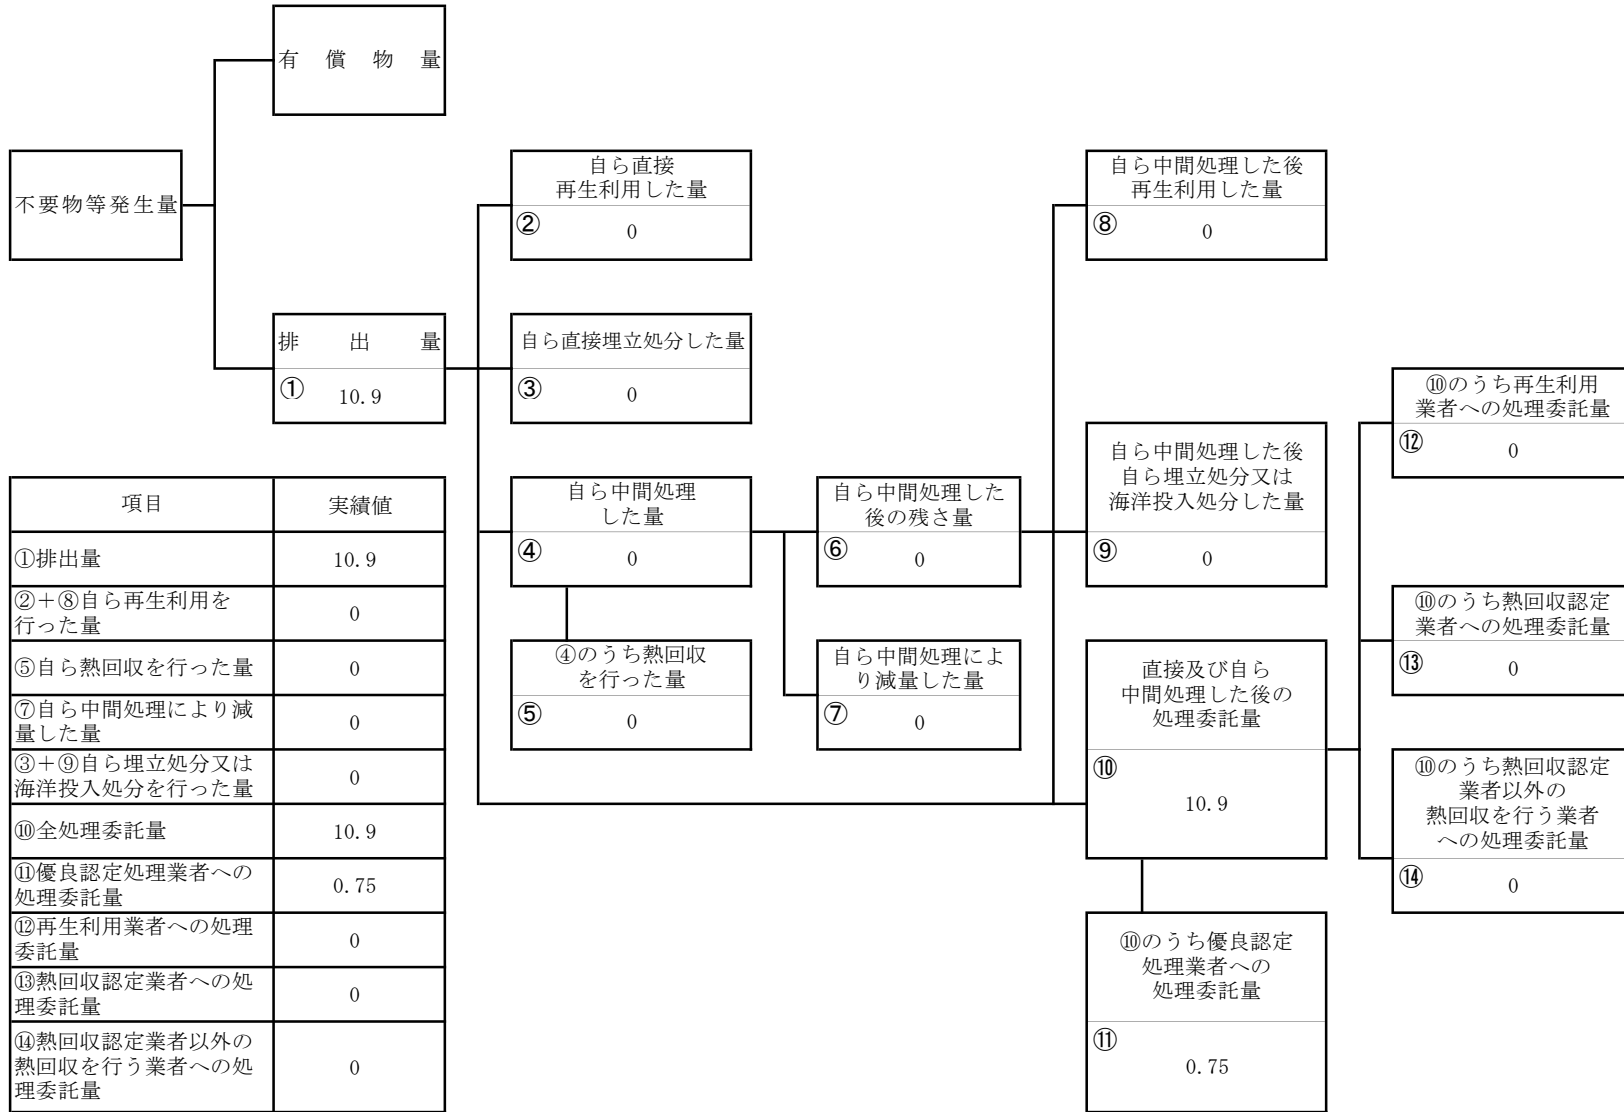 有償物量
不要物等発生量
排出量
① 10.9
自ら直接
再生利用した量
② 0
自ら直接埋立処分した量
③ 0
自ら中間処理
した量
④ 0
④のうち熱回収
を行った量
⑤ 0
自ら中間処理した
後の残さ量
⑥ 0
自ら中間処理によ
り減量した量
⑦ 0
自ら中間処理した後
再生利用した量
⑧ 0
自ら中間処理した後
自ら埋立処分又は
海洋投入処分した量
⑨ 0
直接及び自ら
中間処理した後の
処理委託量
⑩
10.9
⑩のうち優良認定
処理業者への
処理委託量
⑪
0.75
⑩のうち再生利用
業者への処理委託量
⑫ 0
⑩のうち熱回収認定
業者への処理委託量
⑬ 0
⑩のうち熱回収認定
業者以外の
熱回収を行う業者
への処理委託量
⑭ 0
項目 実績値
①排出量 10.9
②+⑧自ら再生利用を
行った量 0
⑤自ら熱回収を行った量 0
⑦自ら中間処理により減
量した量 0
③+⑨自ら埋立処分又は
海洋投入処分を行った量 0
⑩全処理委託量 10.9
⑪優良認定処理業者への
処理委託量 0.75
⑫再生利用業者への処理
委託量 0
⑬熱回収認定業者への処
理委託量 0
⑭熱回収認定業者以外の
熱回収を行う業者への処
理委託量 0